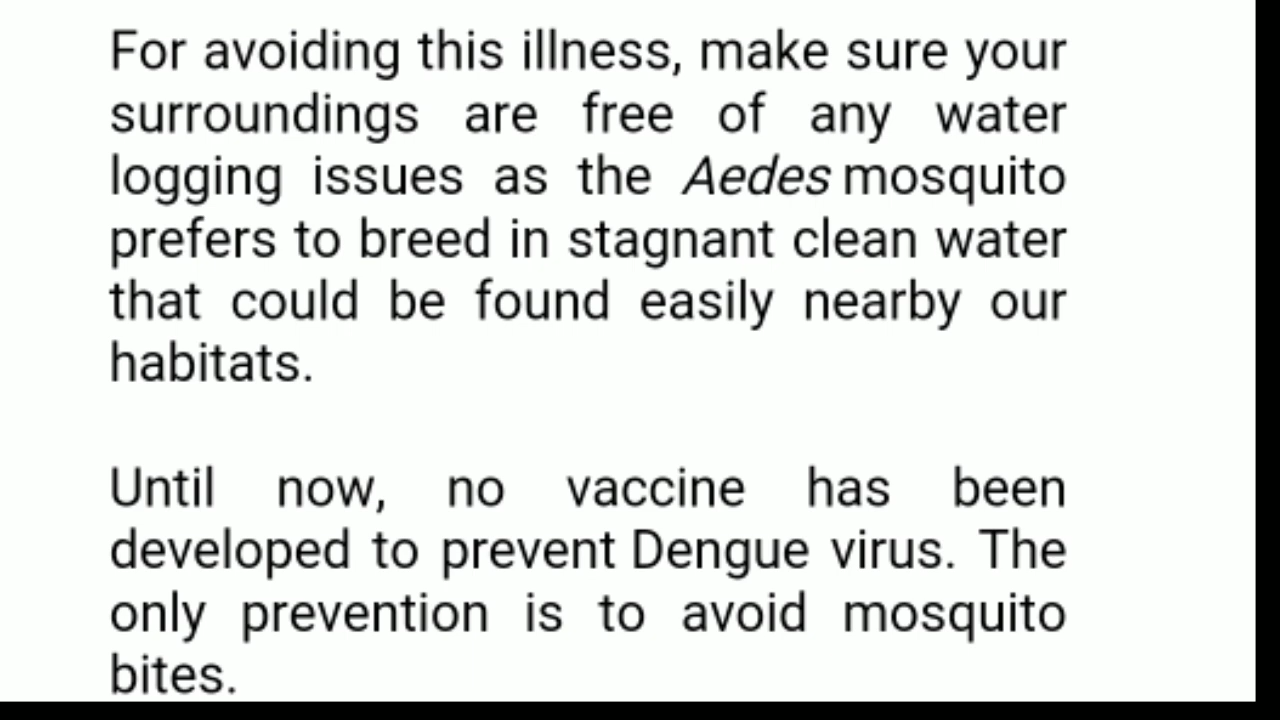 For avoiding this illness, make sure your
surroundings are free of any water
logging issues as the Aedes mosquito
prefers to breed in stagnant clean water
that could be found easily nearby our
habitats.
Until now, no vaccine has been
developed to prevent Dengue virus. The
only prevention is to avoid mosquito
bites.